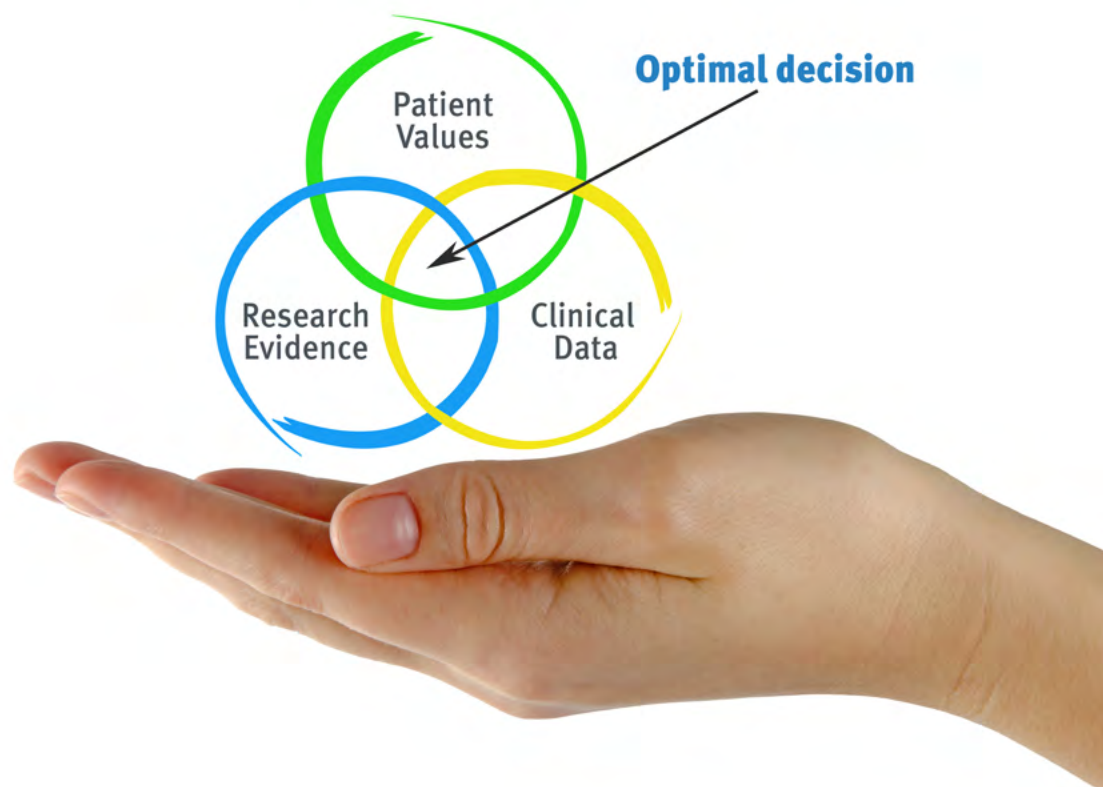 Optimal decision
Patient
Values
Research
Evidence
Clinical
Data